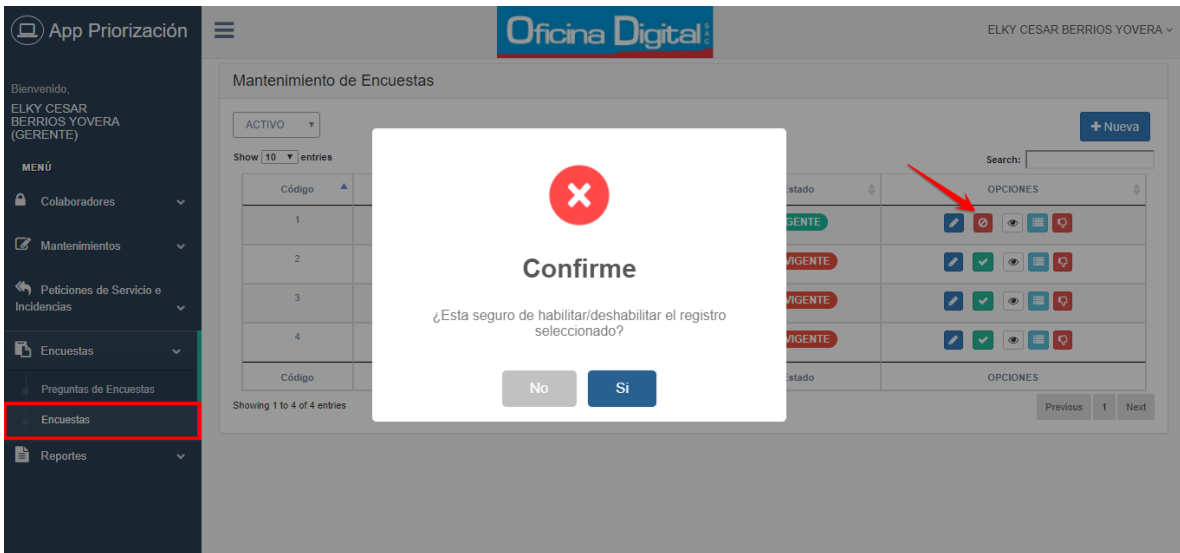 App Priorización
Oficina Digital SAC
ELKY CESAR BERRIOS YOVERA
Bienvenido,
ELKY CESAR
BERRIOS YOVERA
(GERENTE)
MENÚ
Colaboradores
Mantenimientos
Peticiones de Servicio e
Incidencias
Encuestas
Preguntas de Encuestas
Encuestas
Reportes
Mantenimiento de Encuestas
ACTIVO
Nueva
Show 10 entries
Search:
Código
OPCIONES
1
2
3
4
Código
OPCIONES
Showing 1 to 4 of 4 entries
Previous 1 Next
Confirme
¿Esta seguro de habilitar/deshabilitar el registro
seleccionado?
No Si